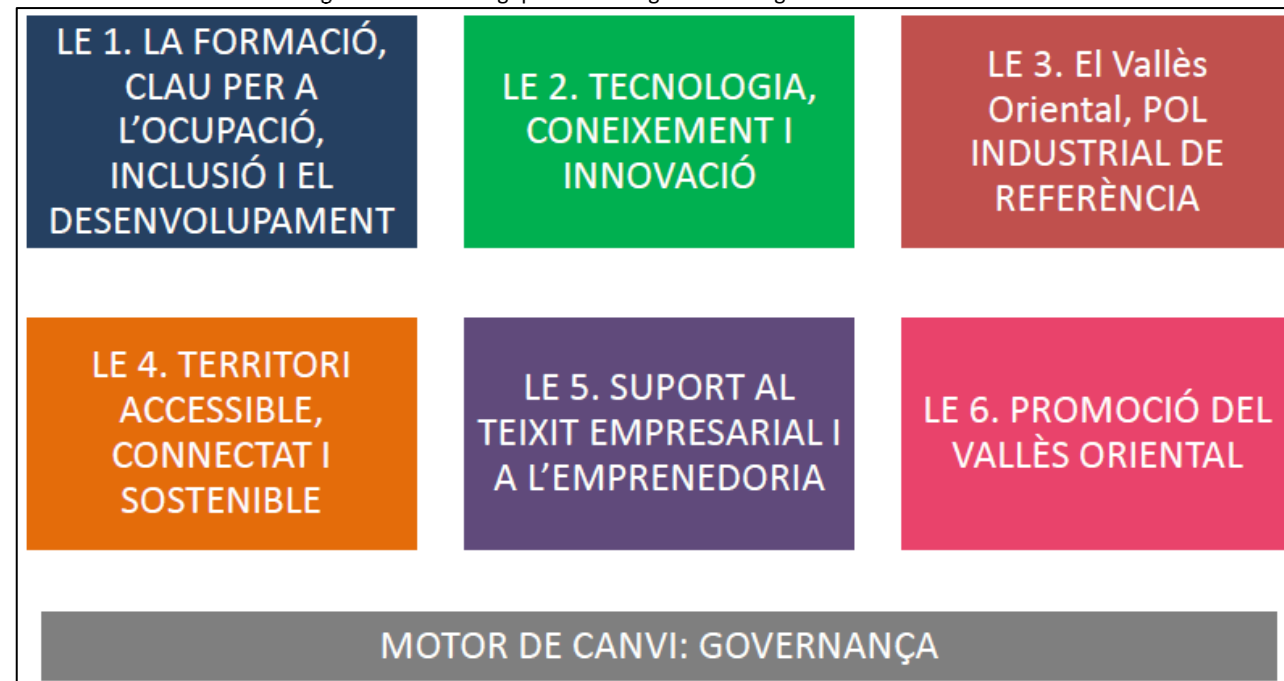 LE 1. LA FORMACIÓ,
CLAU PER A
L'OCUPACIÓ,
INCLUSIÓ I EL
DESENVOLUPAMENT
LE 2. TECNOLOGIA,
CONEIXEMENT I
INNOVACIÓ
LE 3. El Vallès
Oriental, POL
INDUSTRIAL DE
REFERÈNCIA
LE 4. TERRITORI
ACCESSIBLE,
CONNECTAT I
SOSTENIBLE
LE 5. SUPORT AL
TEIXIT EMPRESARIAL I
A L'EMPRENEDORIA
LE 6. PROMOCIÓ DEL
VALLÈS ORIENTAL
MOTOR DE CANVI: GOVERNANÇA